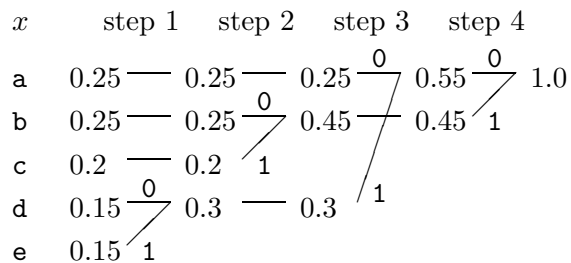 x step 1 step 2 step 3 step 4
a 0.25 0.25 0.25 0 0.55 0 1.0
b 0.25 0.25 0 0.45 0.45 1
c 0.2 0.2 1
d 0.15 0 0.3 0.3 1
e 0.15 1